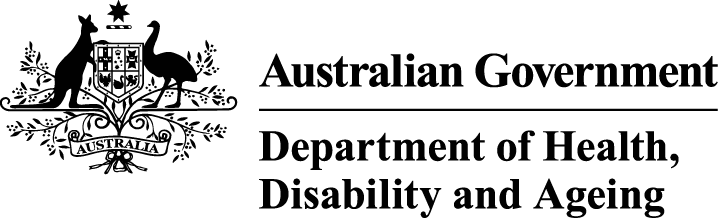 AUSTRALIA
Australian Government
Department of Health,
Disability and Ageing